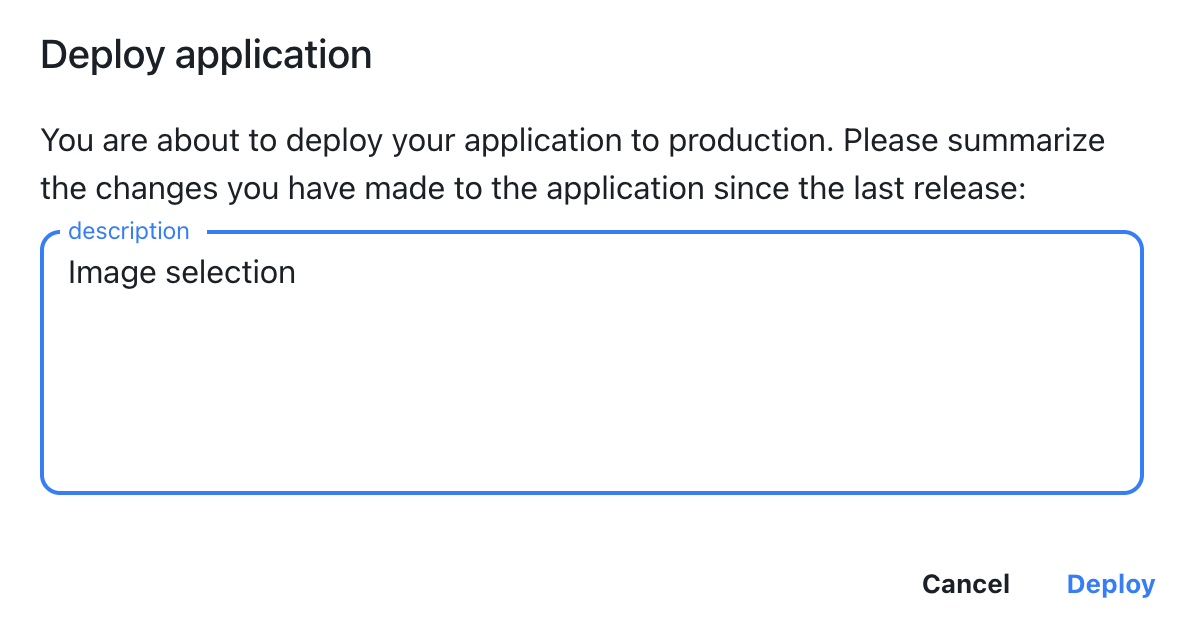 Deploy application
You are about to deploy your application to production. Please summarize
the changes you have made to the application since the last release:
description
Image selection
Cancel
Deploy